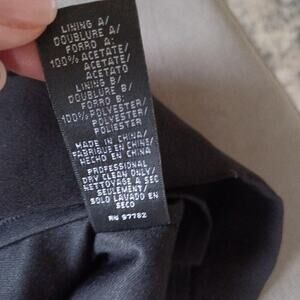 LINING A/
DOUBLURE A/
FORRO A:
100% ACETATE/
ACETATE/
ACETATO
LINING B/
DOUBLURE B/
FORRO B:
100% POLYESTER/
POLYESTER/
POLIESTER
MADE IN CHINA/
FABRIQUE EN CHINE/
HECHO EN CHINA
PROFESSIONAL
DRY CLEAN ONLY/
NETTOYAGE A SEC
SEULEMENT/
SOLO LAVADO EN
SECO
RN 97782